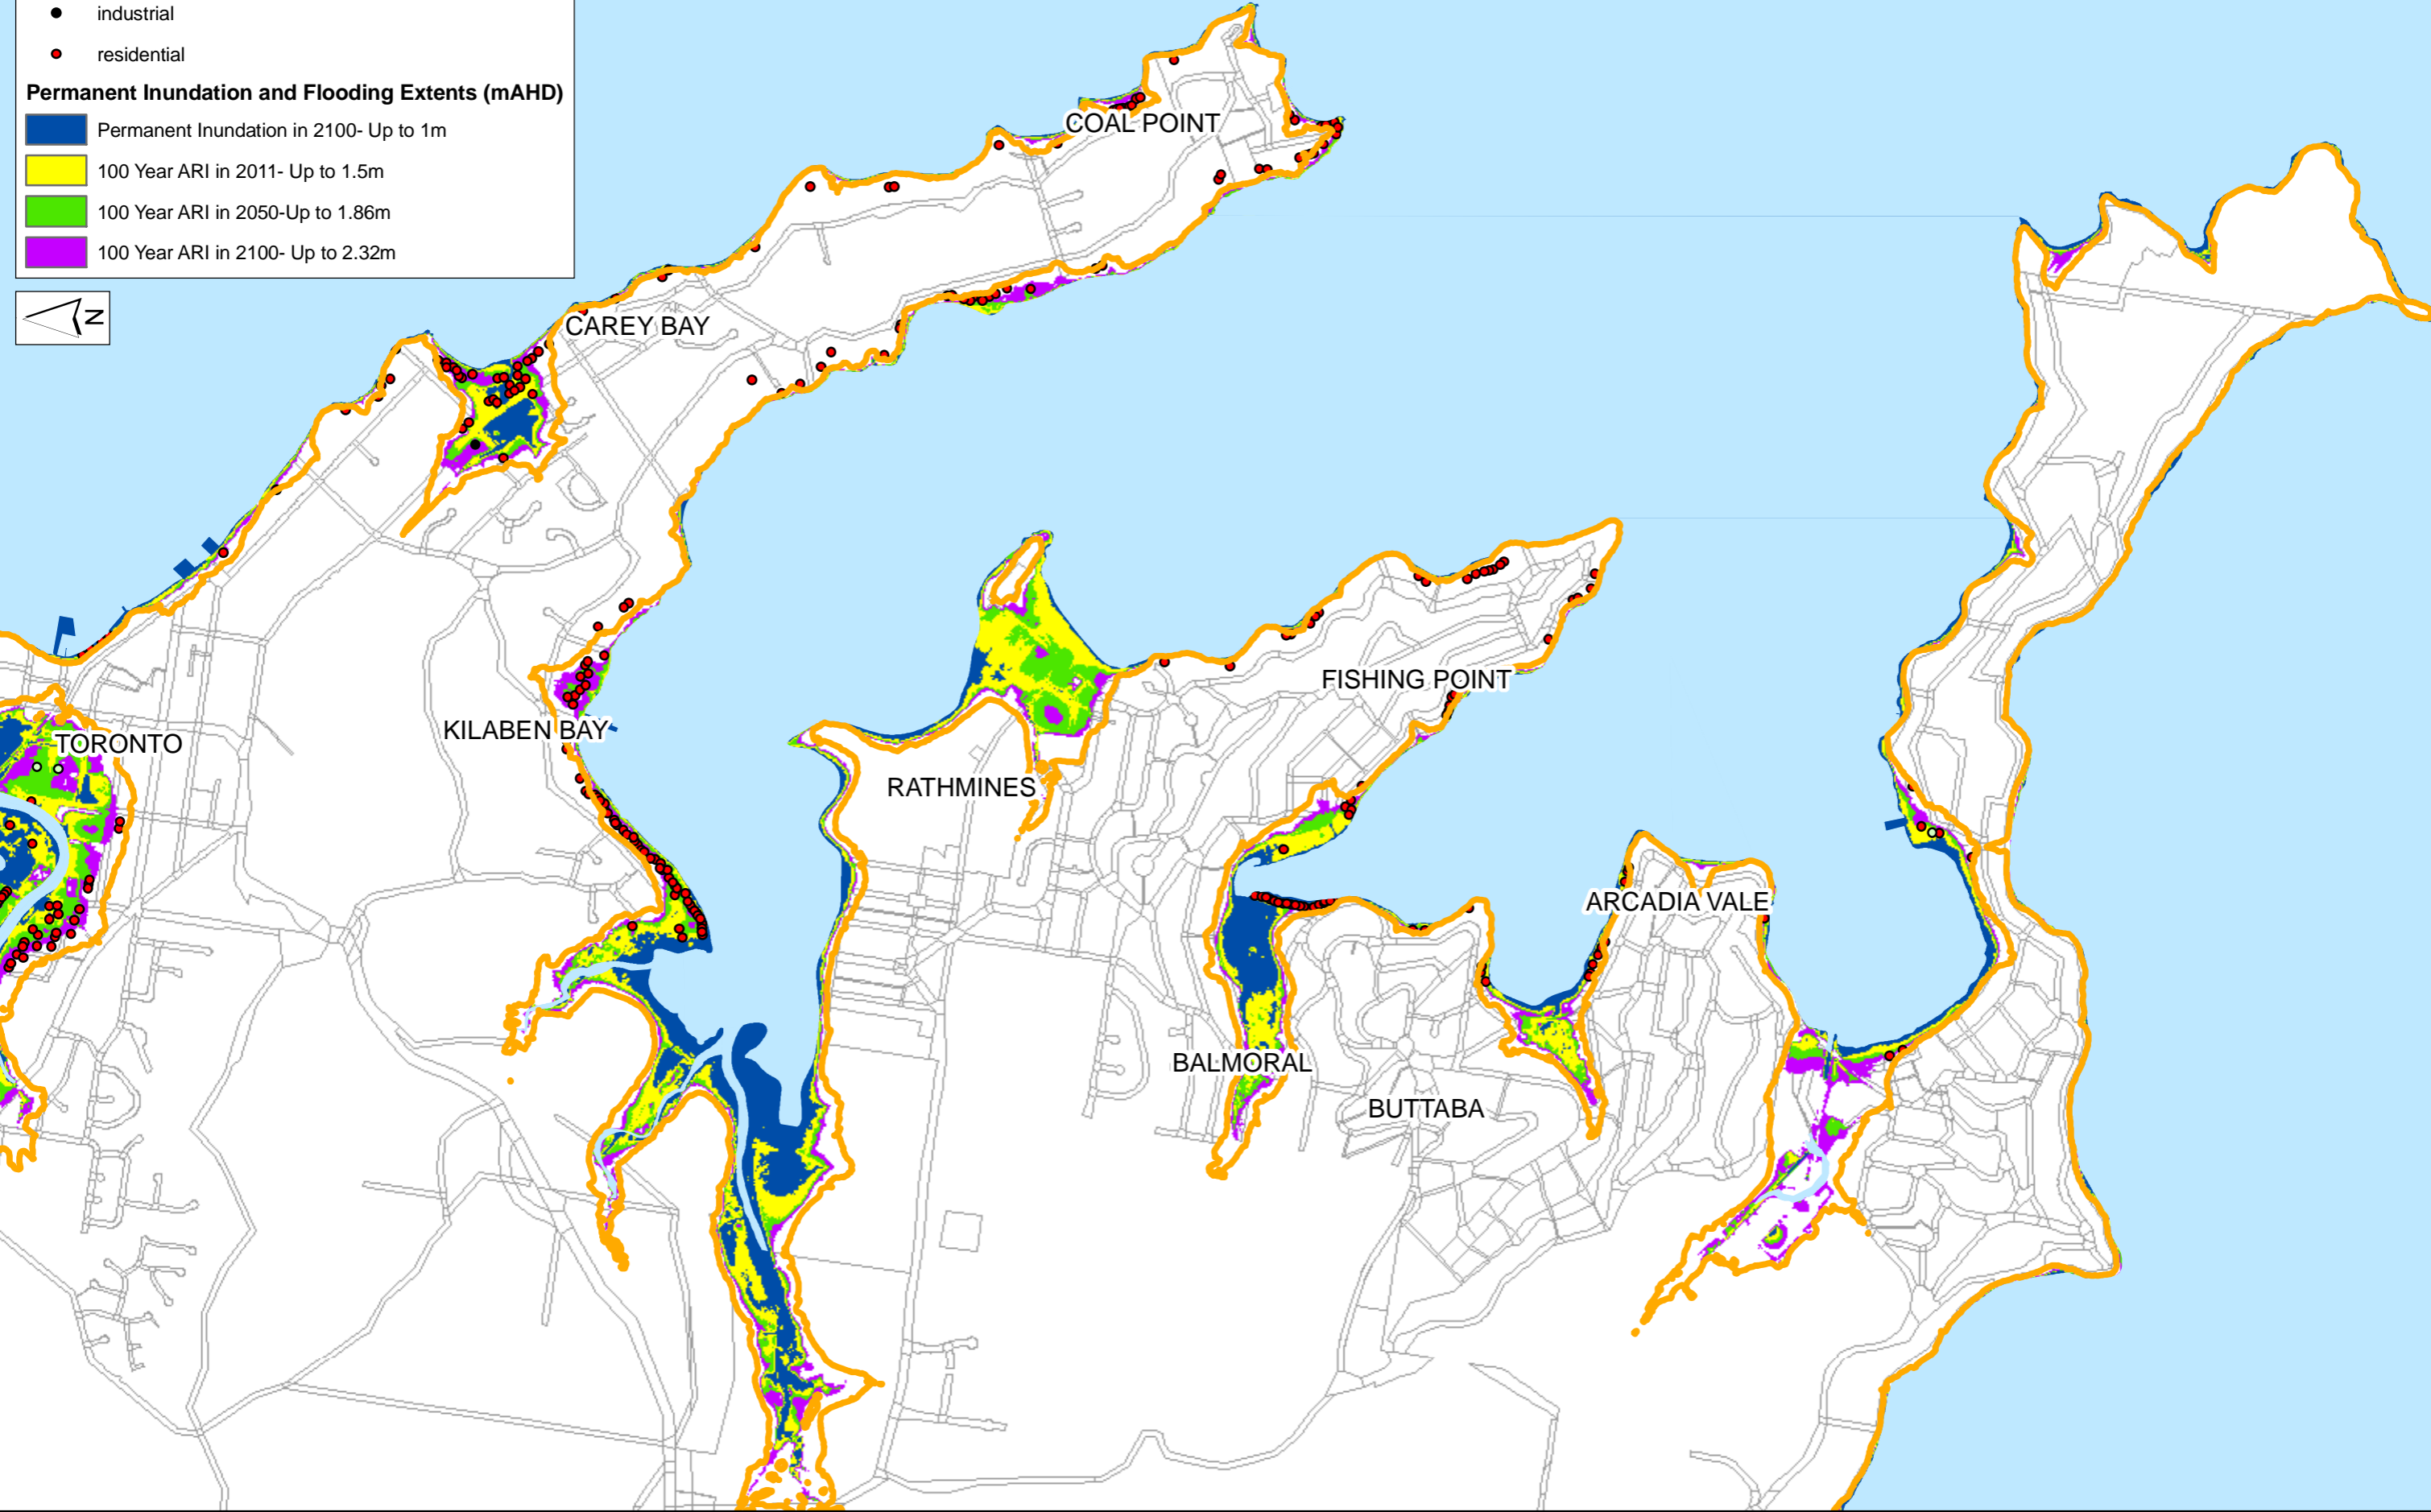 industrial
residential
Permanent Inundation and Flooding Extents (mAHD)
Permanent Inundation in 2100- Up to 1m
100 Year ARI in 2011- Up to 1.5m
100 Year ARI in 2050-Up to 1.86m
100 Year ARI in 2100- Up to 2.32m
N
COAL POINT
CAREY BAY
FISHING POINT
KILABEN BAY
TORONTO
RATHMINES
ARCADIA VALE
BALMORAL
BUTTABA